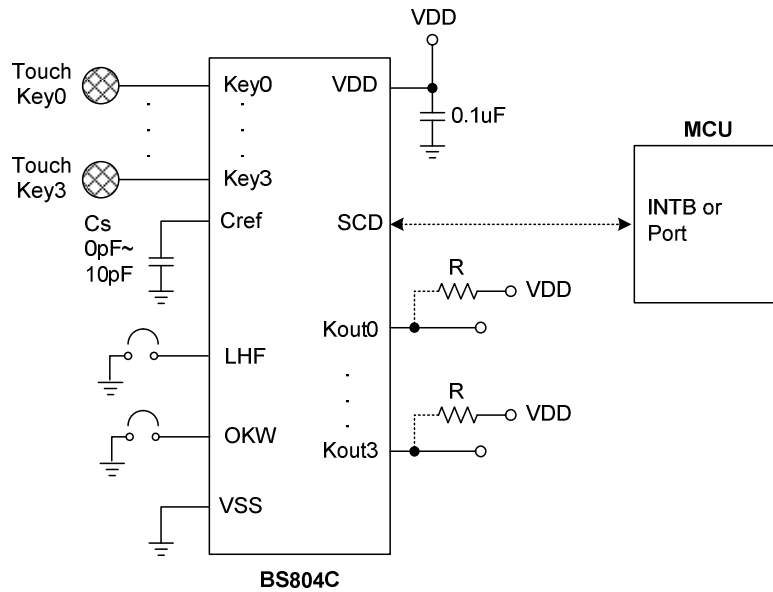 VDD
Touch
Key0
Key0
VDD
0.1uF
MCU
Touch
Key3
Key3
Cref
Cs
0pF~
10pF
SCD
INTB or
Port
R
VDD
Kout0
LHF
R
VDD
OKW
Kout3
VSS
BS804C